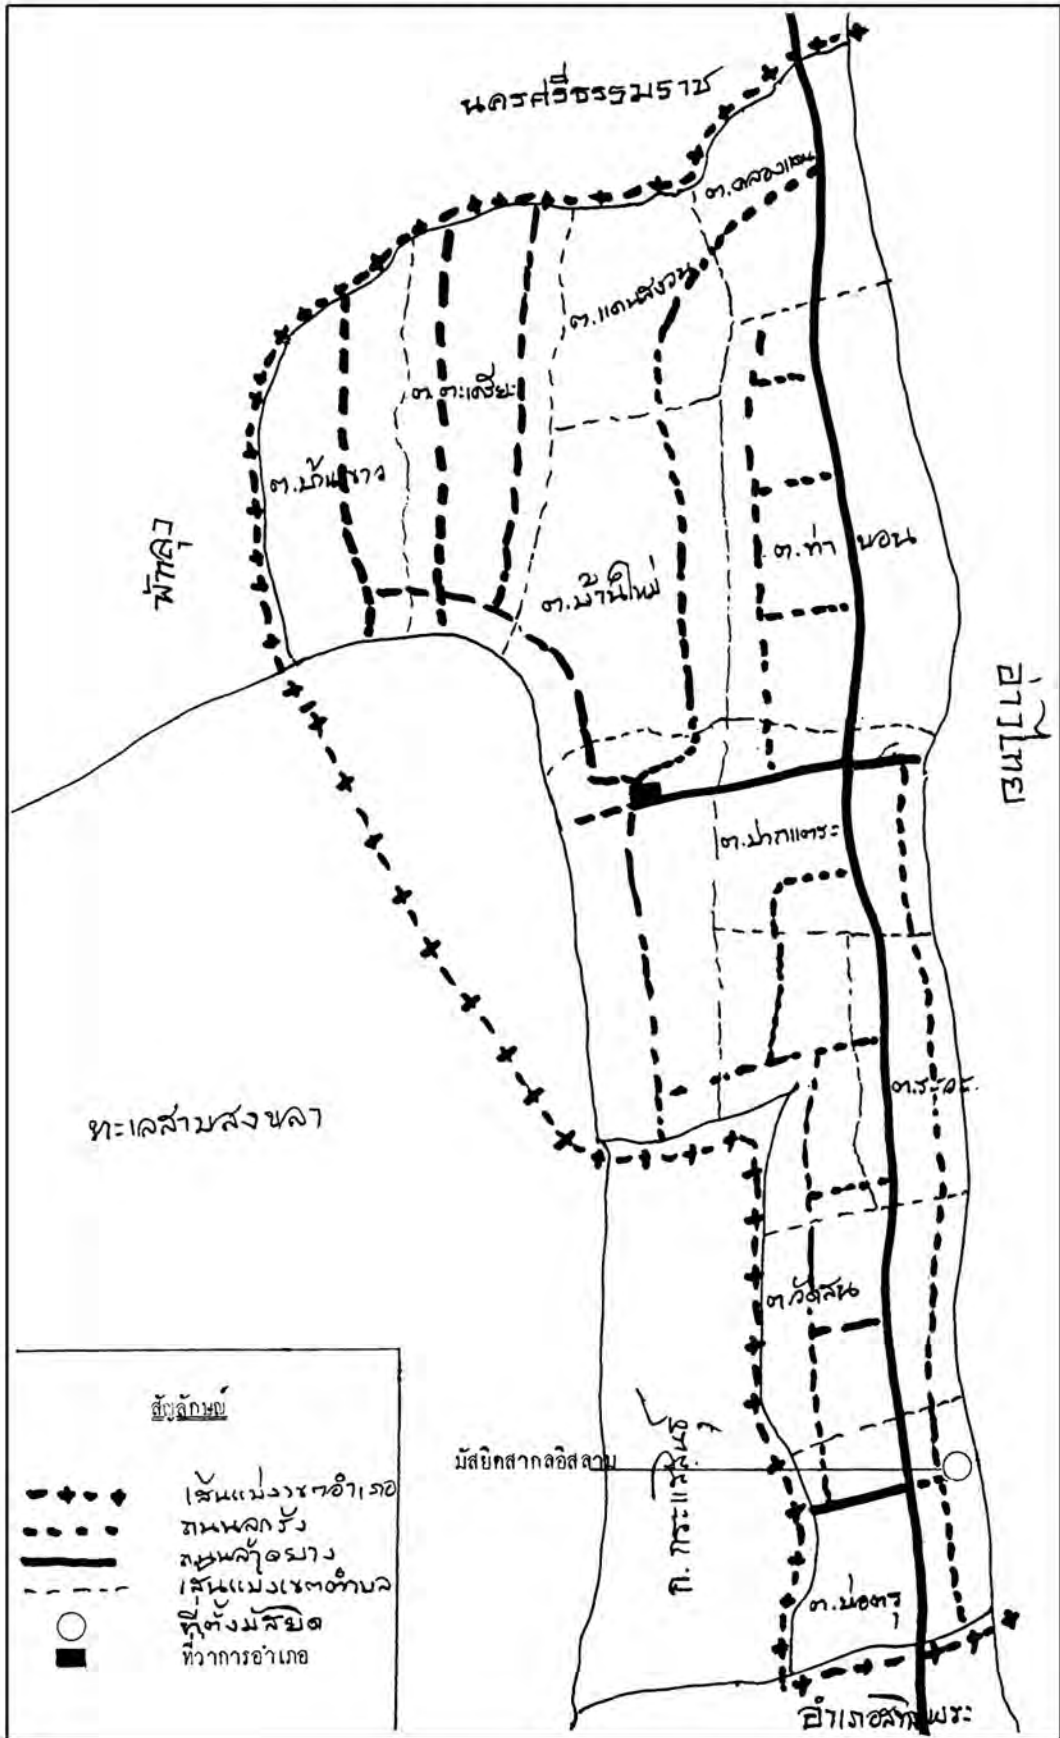 นครศรีธรรมราช
ต.คลองแดน
ต.แดนสงวน
ต.ตะเครียะ
ต.บ้านขาว
พัทลุง
ต.ท่าบอน
ต.บ้านใหม่
อ่าวไทย
ต.ปากแตระ
ต.ระวะ
ทะเลสาบสงขลา
ต.วัดสน
มัสยิดสากลอิสลาม
กิ. กระแสสินธุ์
ต.บ่อตรุ
อำเภอสทิงพระ
สัญลักษณ์
เส้นแบ่งเขตอำเภอ
ถนนลูกรัง
ถนนลาดยาง
เส้นแบ่งเขตตำบล
ที่ตั้งมัสยิด
ที่ว่าการอำเภอ